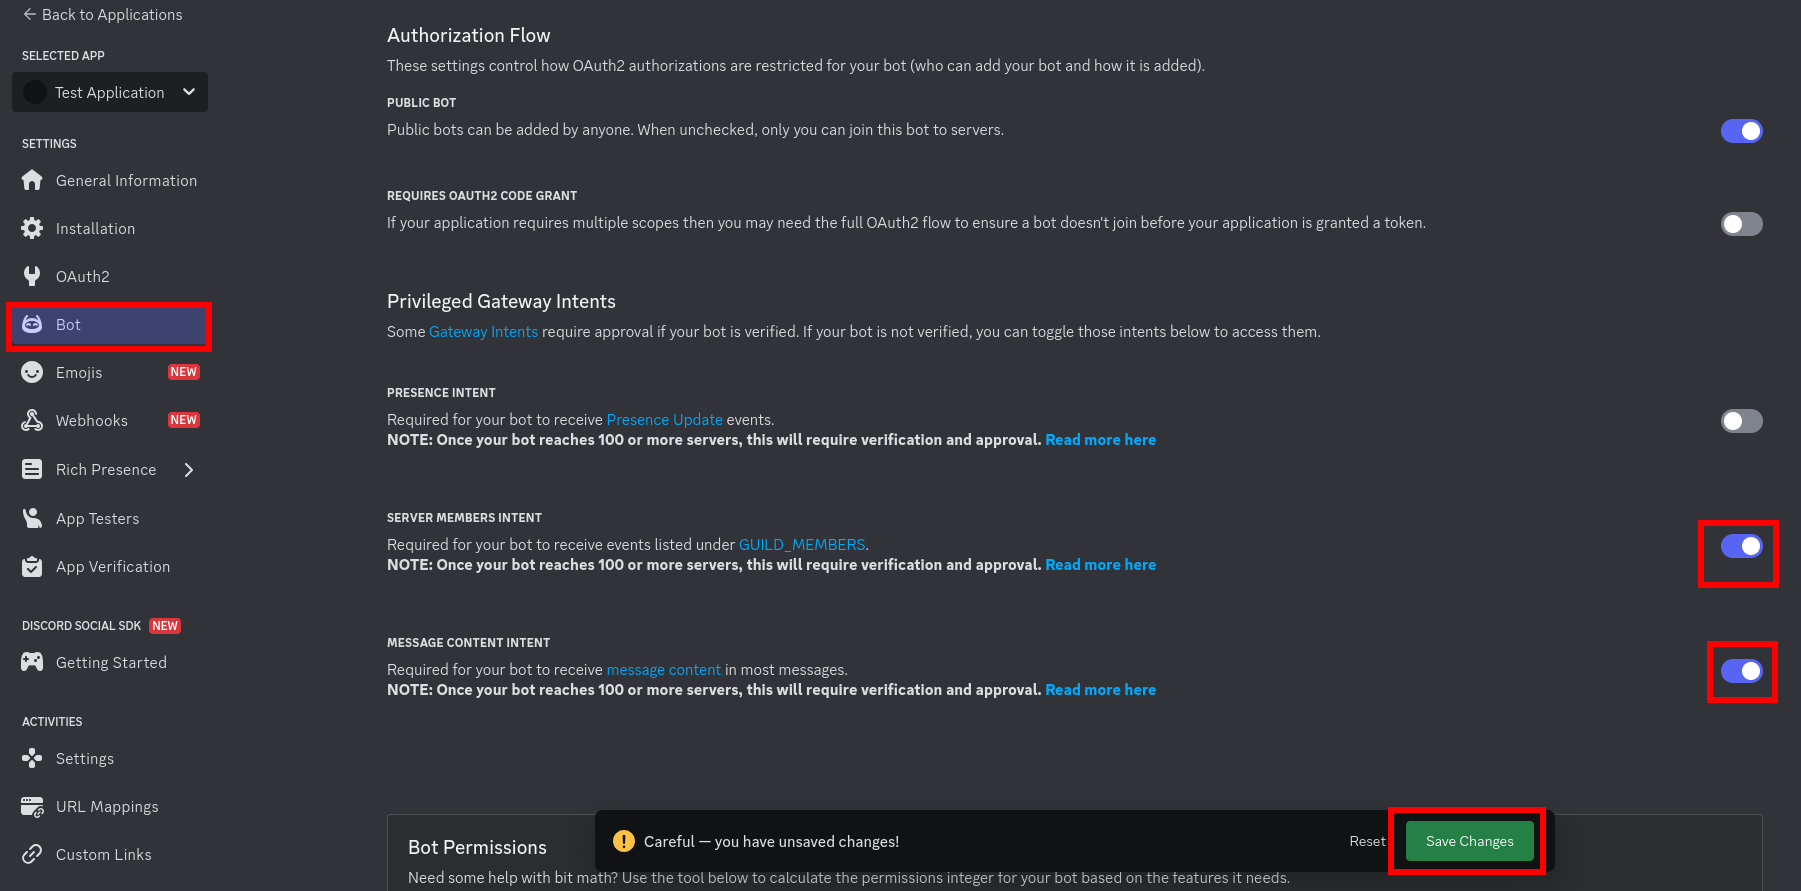 Back to Applications
SELECTED APP
Test Application
SETTINGS
General Information
Installation
OAuth2
Bot
Emojis NEW
Webhooks NEW
Rich Presence
App Testers
App Verification
DISCORD SOCIAL SDK NEW
Getting Started
ACTIVITIES
Settings
URL Mappings
Custom Links
Authorization Flow
These settings control how OAuth2 authorizations are restricted for your bot (who can add your bot and how it is added).
PUBLIC BOT
Public bots can be added by anyone. When unchecked, only you can join this bot to servers.
REQUIRES OAUTH2 CODE GRANT
If your application requires multiple scopes then you may need the full OAuth2 flow to ensure a bot doesn't join before your application is granted a token.
Privileged Gateway Intents
Some Gateway Intents require approval if your bot is verified. If your bot is not verified, you can toggle those intents below to access them.
PRESENCE INTENT
Required for your bot to receive Presence Update events.
NOTE: Once your bot reaches 100 or more servers, this will require verification and approval. Read more here
SERVER MEMBERS INTENT
Required for your bot to receive events listed under GUILD_MEMBERS.
NOTE: Once your bot reaches 100 or more servers, this will require verification and approval. Read more here
MESSAGE CONTENT INTENT
Required for your bot to receive message content in most messages.
NOTE: Once your bot reaches 100 or more servers, this will require verification and approval. Read more here
Careful — you have unsaved changes! Reset Save Changes
Bot Permissions
Need some help with bit math? Use the tool below to calculate the permissions integer for your bot based on the features it needs.